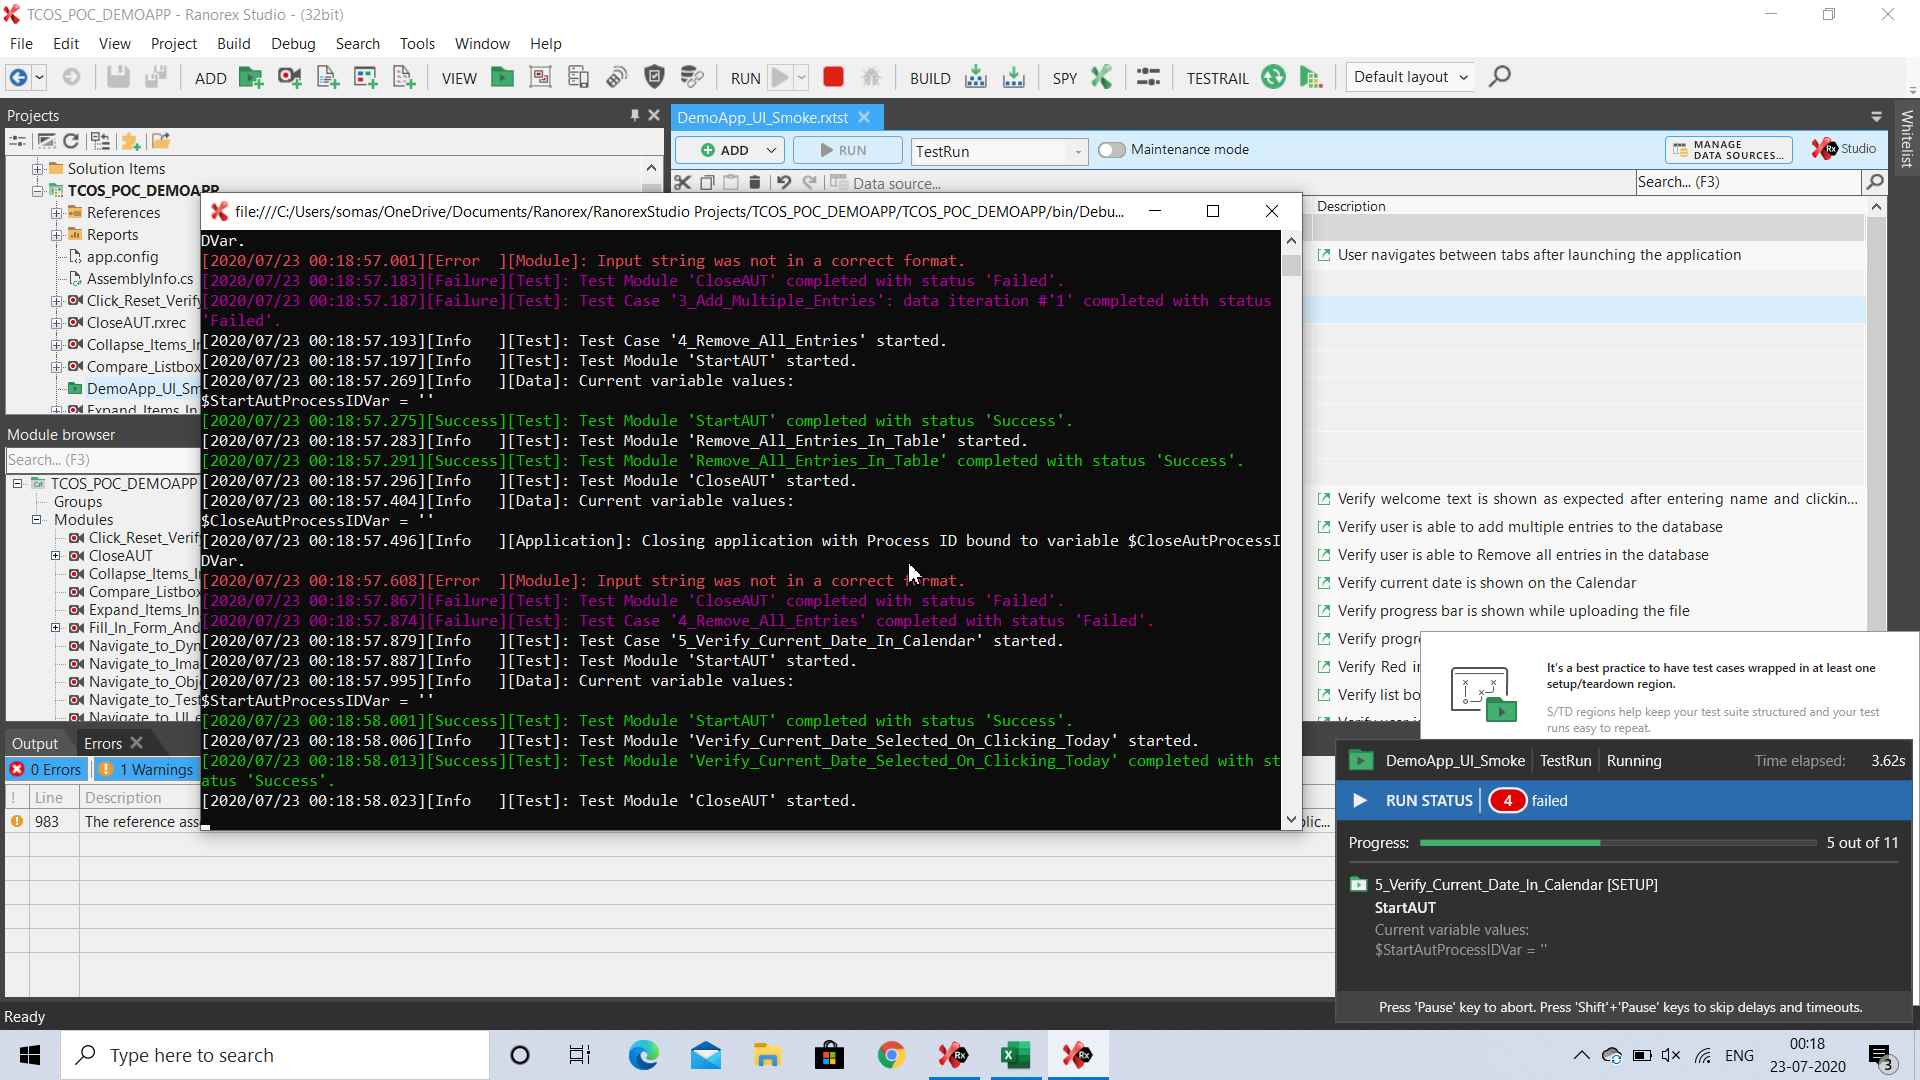 TCOS_POC_DEMOAPP - Ranorex Studio - (32bit)
File Edit View Project Build Debug Search Tools Window Help
ADD VIEW RUN BUILD SPY TESTRAIL Default layout
Projects
Solution Items
TCOS_POC_DEMOAPP
References
Reports
app.config
AssemblyInfo.cs
Click_Reset_Verify
CloseAUT.rxrec
Collapse_Items_In
Compare_Listbox
DemoApp_UI_Sm
Expand_Items_In
Module browser
Search... (F3)
TCOS_POC_DEMOAPP
Groups
Modules
Click_Reset_Verif
CloseAUT
Collapse_Items_I
Compare_Listbox
Expand_Items_In
Fill_In_Form_And
Navigate_to_Dyn
Navigate_to_Ima
Navigate_to_Obj
Navigate_to_Test
Navigate_to_UI_e
DemoApp_UI_Smoke.rxtst
ADD RUN TestRun Maintenance mode MANAGE DATA SOURCES... Studio
Data source... Search... (F3)
Whitelist
Description
User navigates between tabs after launching the application
Verify welcome text is shown as expected after entering name and clickin...
Verify user is able to add multiple entries to the database
Verify user is able to Remove all entries in the database
Verify current date is shown on the Calendar
Verify progress bar is shown while uploading the file
Verify progre
Verify Red in
Verify list bo
file:///C:/Users/somas/OneDrive/Documents/Ranorex/RanorexStudio Projects/TCOS_POC_DEMOAPP/TCOS_POC_DEMOAPP/bin/Debu...
DVar.
[2020/07/23 00:18:57.001][Error  ][Module]: Input string was not in a correct format.
[2020/07/23 00:18:57.183][Failure][Test]: Test Module 'CloseAUT' completed with status 'Failed'.
[2020/07/23 00:18:57.187][Failure][Test]: Test Case '3_Add_Multiple_Entries': data iteration #'1' completed with status
'Failed'.
[2020/07/23 00:18:57.193][Info   ][Test]: Test Case '4_Remove_All_Entries' started.
[2020/07/23 00:18:57.197][Info   ][Test]: Test Module 'StartAUT' started.
[2020/07/23 00:18:57.269][Info   ][Data]: Current variable values:
$StartAutProcessIDVar = ''
[2020/07/23 00:18:57.275][Success][Test]: Test Module 'StartAUT' completed with status 'Success'.
[2020/07/23 00:18:57.283][Info   ][Test]: Test Module 'Remove_All_Entries_In_Table' started.
[2020/07/23 00:18:57.291][Success][Test]: Test Module 'Remove_All_Entries_In_Table' completed with status 'Success'.
[2020/07/23 00:18:57.296][Info   ][Test]: Test Module 'CloseAUT' started.
[2020/07/23 00:18:57.404][Info   ][Data]: Current variable values:
$CloseAutProcessIDVar = ''
[2020/07/23 00:18:57.496][Info   ][Application]: Closing application with Process ID bound to variable $CloseAutProcessI
DVar.
[2020/07/23 00:18:57.608][Error  ][Module]: Input string was not in a correct format.
[2020/07/23 00:18:57.867][Failure][Test]: Test Module 'CloseAUT' completed with status 'Failed'.
[2020/07/23 00:18:57.874][Failure][Test]: Test Case '4_Remove_All_Entries' completed with status 'Failed'.
[2020/07/23 00:18:57.879][Info   ][Test]: Test Case '5_Verify_Current_Date_In_Calendar' started.
[2020/07/23 00:18:57.887][Info   ][Test]: Test Module 'StartAUT' started.
[2020/07/23 00:18:57.995][Info   ][Data]: Current variable values:
$StartAutProcessIDVar = ''
[2020/07/23 00:18:58.001][Success][Test]: Test Module 'StartAUT' completed with status 'Success'.
[2020/07/23 00:18:58.006][Info   ][Test]: Test Module 'Verify_Current_Date_Selected_On_Clicking_Today' started.
[2020/07/23 00:18:58.013][Success][Test]: Test Module 'Verify_Current_Date_Selected_On_Clicking_Today' completed with st
atus 'Success'.
[2020/07/23 00:18:58.023][Info   ][Test]: Test Module 'CloseAUT' started.
Output Errors
0 Errors 1 Warnings
! Line Description
983 The reference ass
blic...
It's a best practice to have test cases wrapped in at least one
setup/teardown region.
S/TD regions help keep your test suite structured and your test
runs easy to repeat.
DemoApp_UI_Smoke TestRun Running Time elapsed: 3.62s
RUN STATUS 4 failed
Progress: 5 out of 11
5_Verify_Current_Date_In_Calendar [SETUP]
StartAUT
Current variable values:
$StartAutProcessIDVar = ''
Press 'Pause' key to abort. Press 'Shift'+'Pause' keys to skip delays and timeouts.
Ready
Type here to search
ENG
00:18
23-07-2020
3